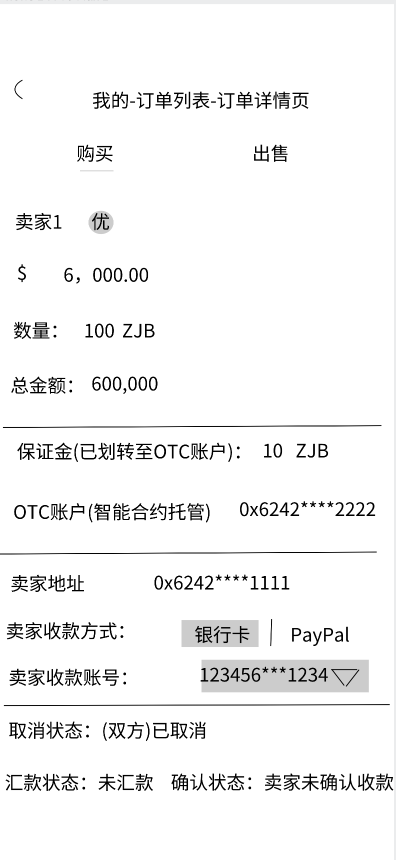 我的-订单列表-订单详情页
购买 出售
卖家1 优
$ 6，000.00
数量： 100 ZJB
总金额： 600,000
保证金(已划转至OTC账户)： 10 ZJB
OTC账户(智能合约托管) 0x6242****2222
卖家地址 0x6242****1111
卖家收款方式： 银行卡 PayPal
卖家收款账号： 123456***1234
取消状态：(双方)已取消
汇款状态：未汇款 确认状态：卖家未确认收款